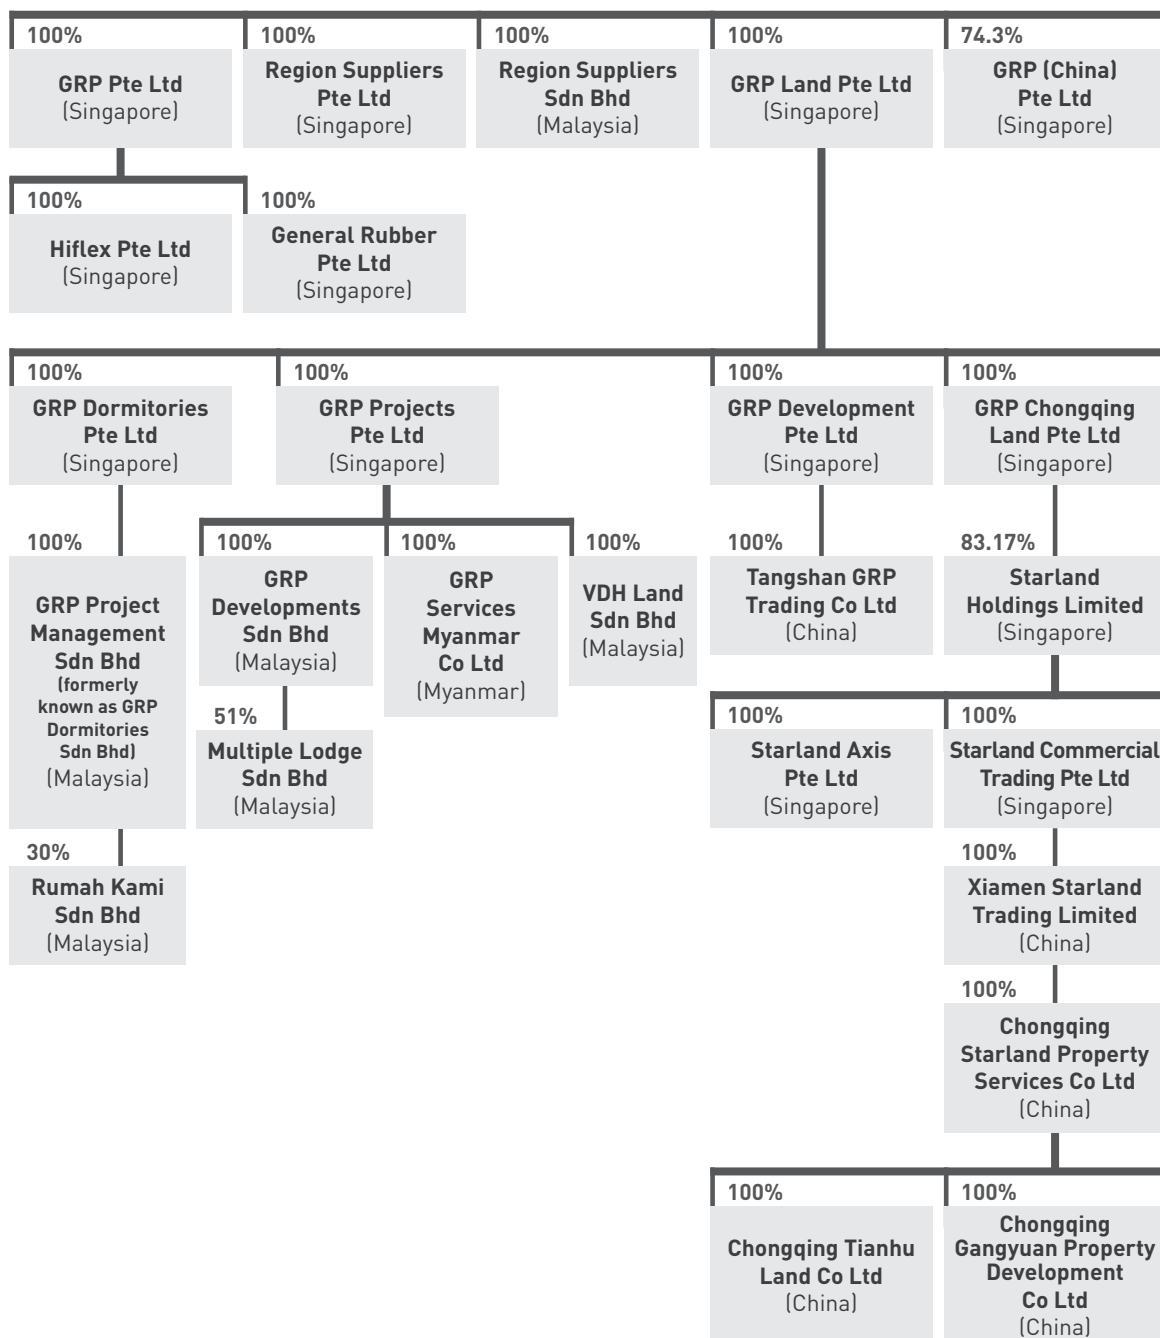 100%
GRP Pte Ltd
(Singapore)
100%
Region Suppliers
Pte Ltd
(Singapore)
100%
Region Suppliers
Sdn Bhd
(Malaysia)
100%
GRP Land Pte Ltd
(Singapore)
74.3%
GRP (China)
Pte Ltd
(Singapore)
100%
Hiflex Pte Ltd
(Singapore)
100%
General Rubber
Pte Ltd
(Singapore)
100%
GRP Dormitories
Pte Ltd
(Singapore)
100%
GRP Projects
Pte Ltd
(Singapore)
100%
GRP Development
Pte Ltd
(Singapore)
100%
GRP Chongqing
Land Pte Ltd
(Singapore)
100%
GRP Project
Management
Sdn Bhd
(formerly
known as GRP
Dormitories
Sdn Bhd)
(Malaysia)
100%
GRP
Developments
Sdn Bhd
(Malaysia)
100%
GRP
Services
Myanmar
Co Ltd
(Myanmar)
100%
VDH Land
Sdn Bhd
(Malaysia)
100%
Tangshan GRP
Trading Co Ltd
(China)
83.17%
Starland
Holdings Limited
(Singapore)
51%
Multiple Lodge
Sdn Bhd
(Malaysia)
100%
Starland Axis
Pte Ltd
(Singapore)
100%
Starland Commercial
Trading Pte Ltd
(Singapore)
30%
Rumah Kami
Sdn Bhd
(Malaysia)
100%
Xiamen Starland
Trading Limited
(China)
100%
Chongqing
Starland Property
Services Co Ltd
(China)
100%
Chongqing Tianhu
Land Co Ltd
(China)
100%
Chongqing
Gangyuan Property
Development
Co Ltd
(China)